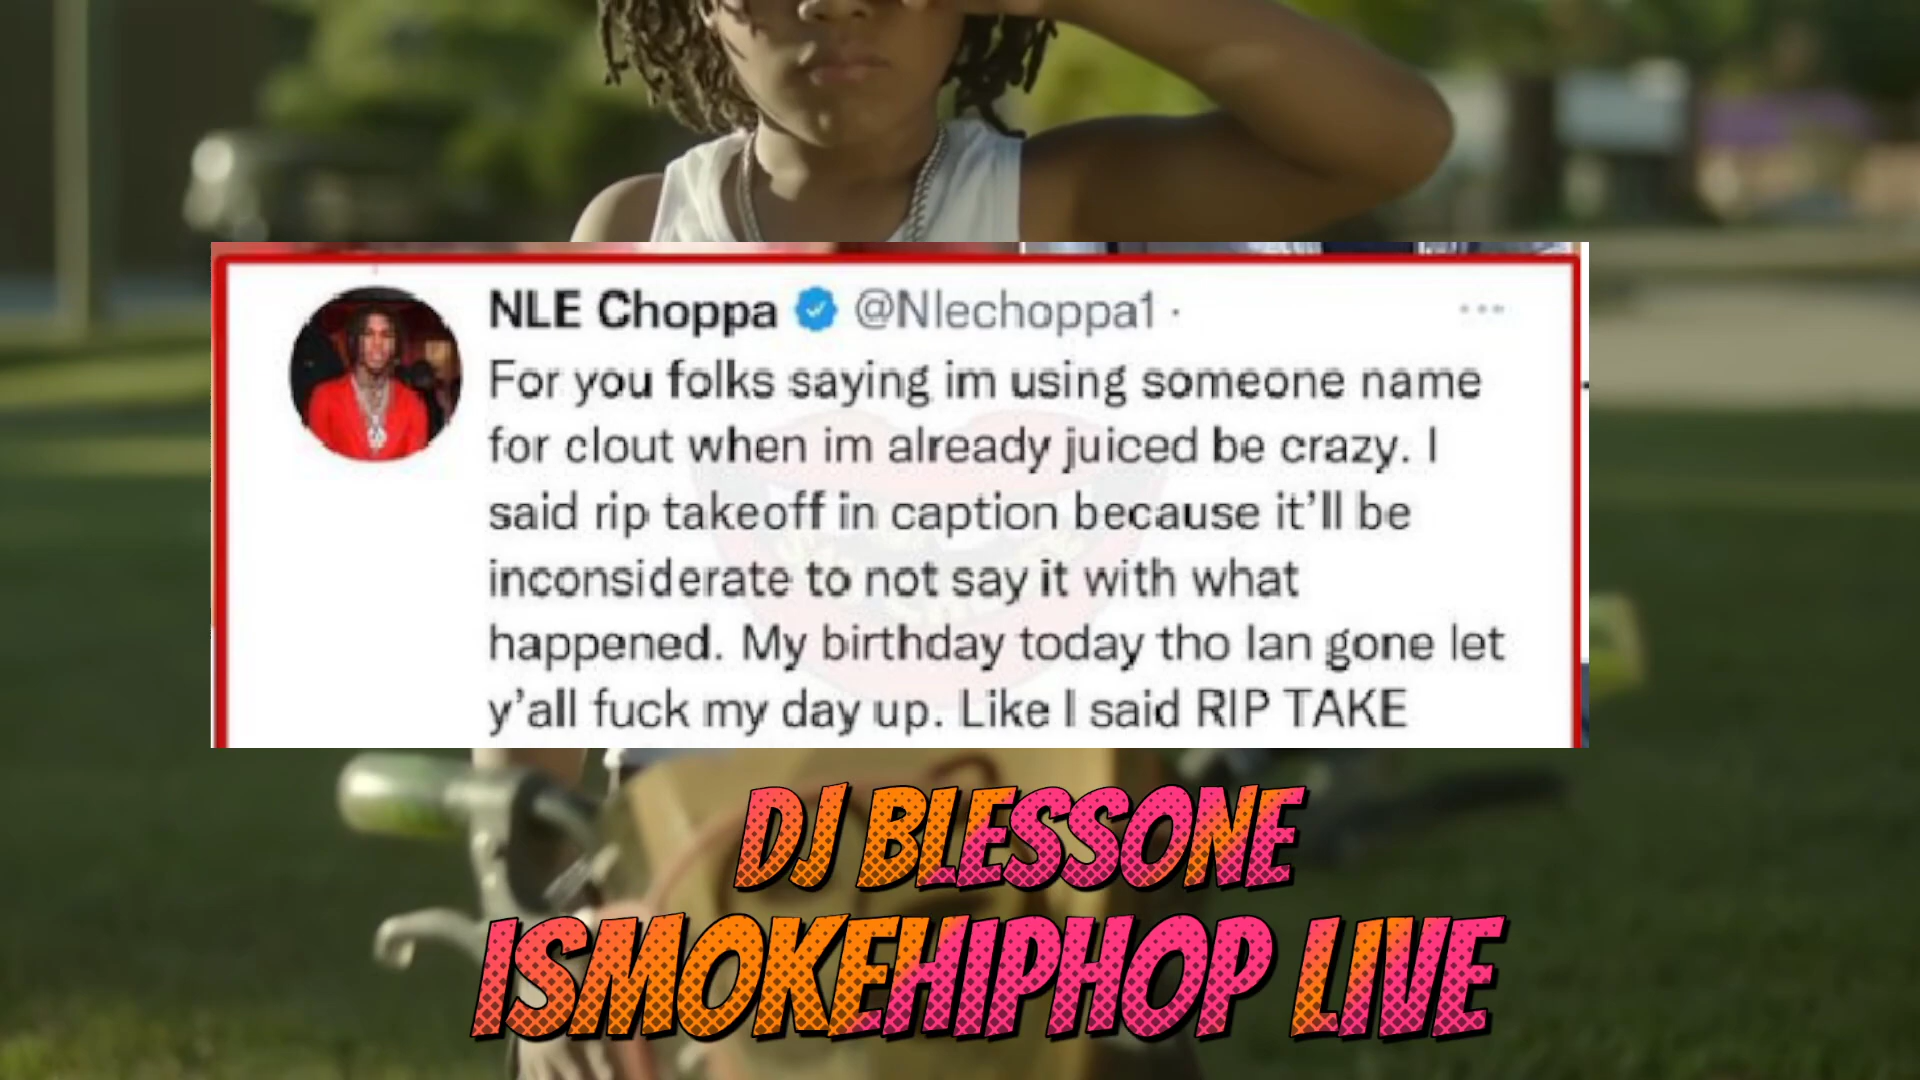 NLE Choppa @Nlechoppa1 · ...
For you folks saying im using someone name
for clout when im already juiced be crazy. I
said rip takeoff in caption because it'll be
inconsiderate to not say it with what
happened. My birthday today tho Ian gone let
y'all fuck my day up. Like I said RIP TAKE
DJ BLESSONE
ISMOKEHIPHOP LIVE